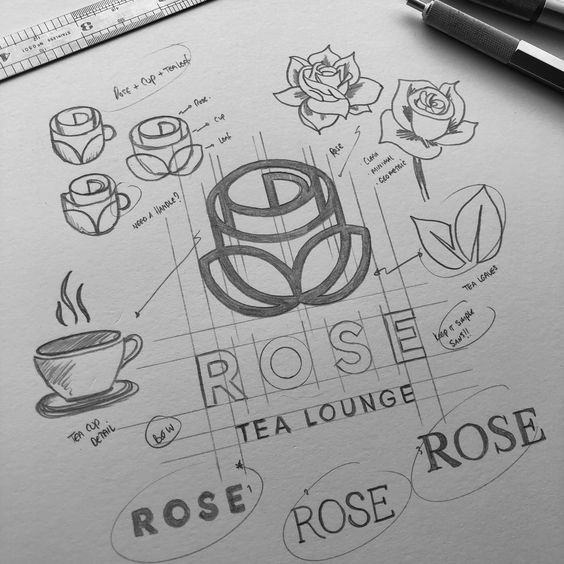 ROSE + CUP + TEA LEAF
ROSE
CUP
LEAF
ROSE
CLEAN
MINIMAL
GEOMETRIC
NEED A HANDLE?
TEA LEAVES
ROSE
KEEP IT SIMPLE
SANS!!
TEA LOUNGE
TEA CUP
DETAIL
B&W
ROSE
ROSE
ROSE